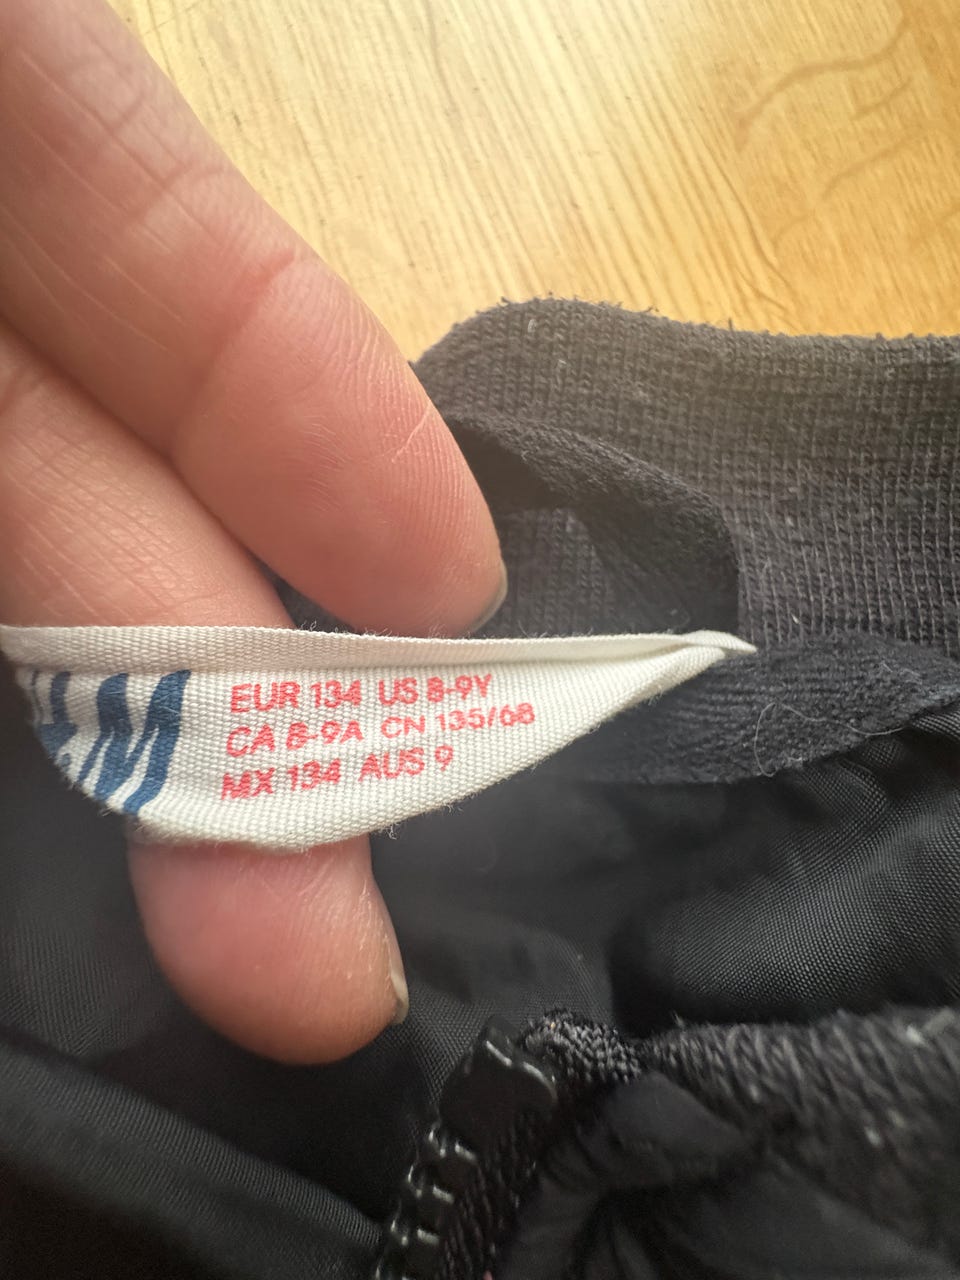 EUR 134 US 8-9Y
CA 8-9A CN 135/68
MX 134 AUS 9